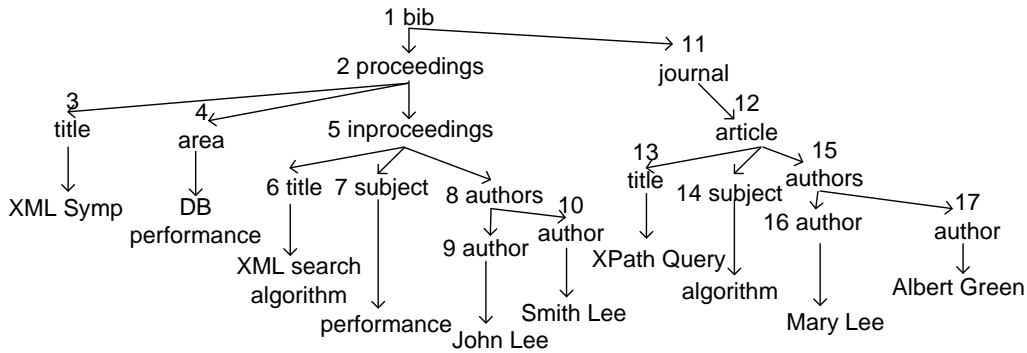 1 bib
11
journal
2 proceedings
3
title
4
area
5 inproceedings
12
article
13
title
14 subject
15
authors
6 title
7 subject
8 authors
XML Symp
DB
performance
9 author
10
author
16 author
17
author
XML search
algorithm
XPath Query
algorithm
Albert Green
performance
John Lee
Smith Lee
Mary Lee